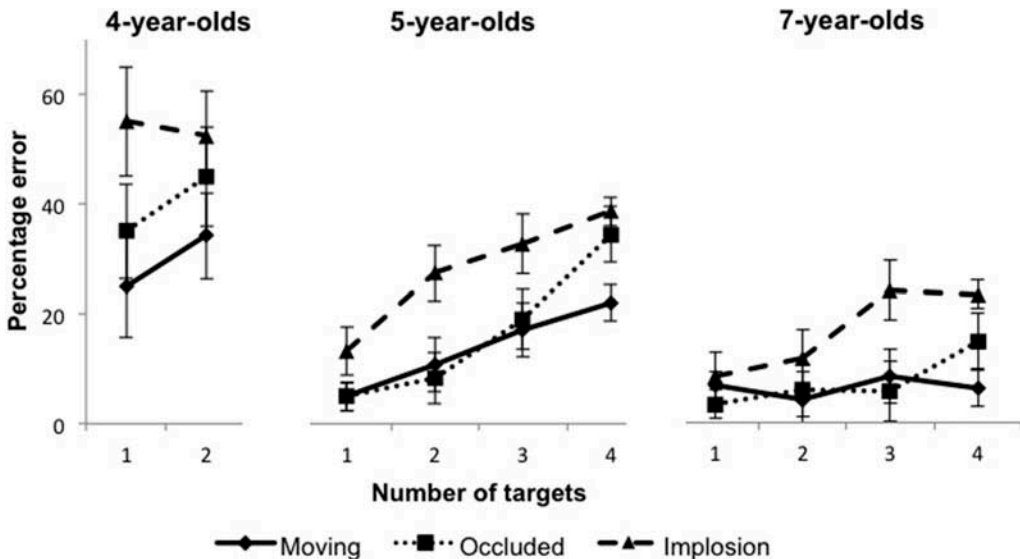 4-year-olds 5-year-olds 7-year-olds
Percentage error
60
40
20
0
1 2 1 2 3 4 1 2 3 4
Number of targets
Moving Occluded Implosion